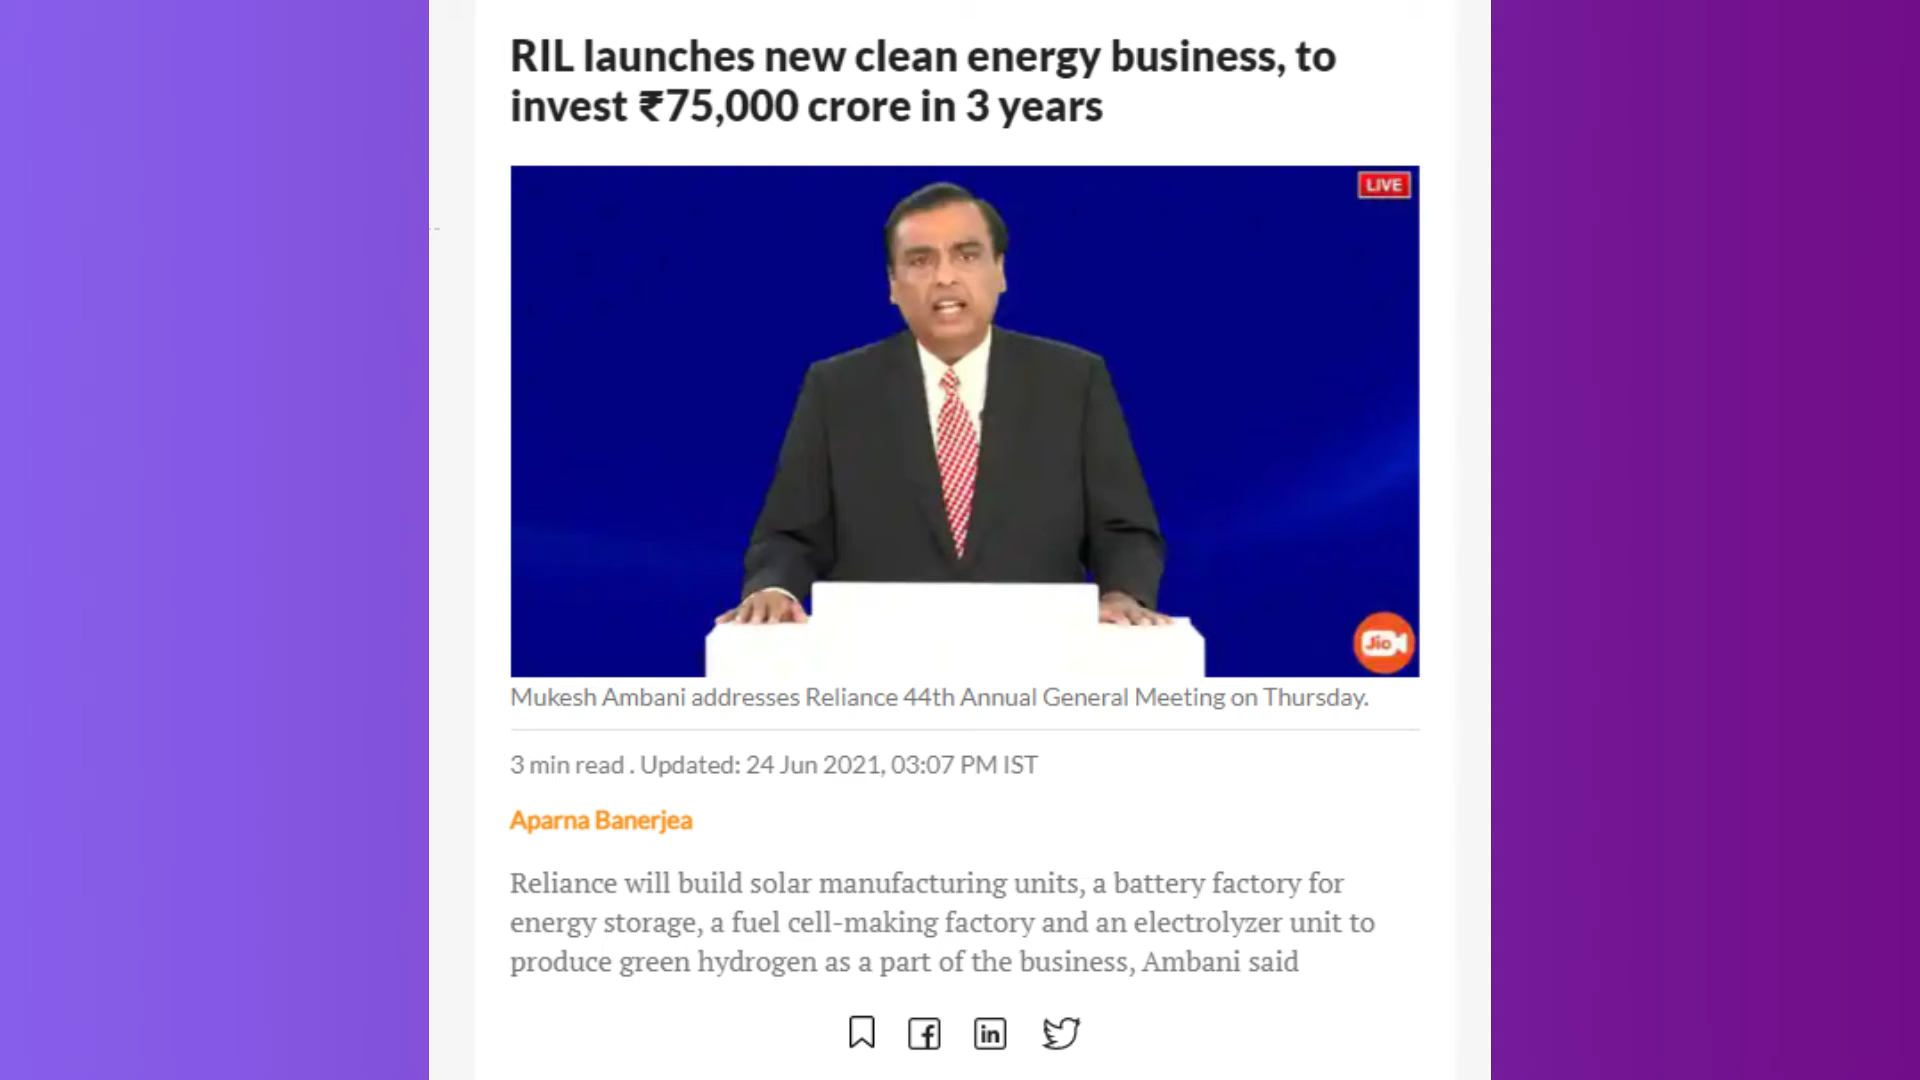 RIL launches new clean energy business, to
invest ₹75,000 crore in 3 years
LIVE
Jio
Mukesh Ambani addresses Reliance 44th Annual General Meeting on Thursday.
3 min read . Updated: 24 Jun 2021, 03:07 PM IST
Aparna Banerjea
Reliance will build solar manufacturing units, a battery factory for
energy storage, a fuel cell-making factory and an electrolyzer unit to
produce green hydrogen as a part of the business, Ambani said